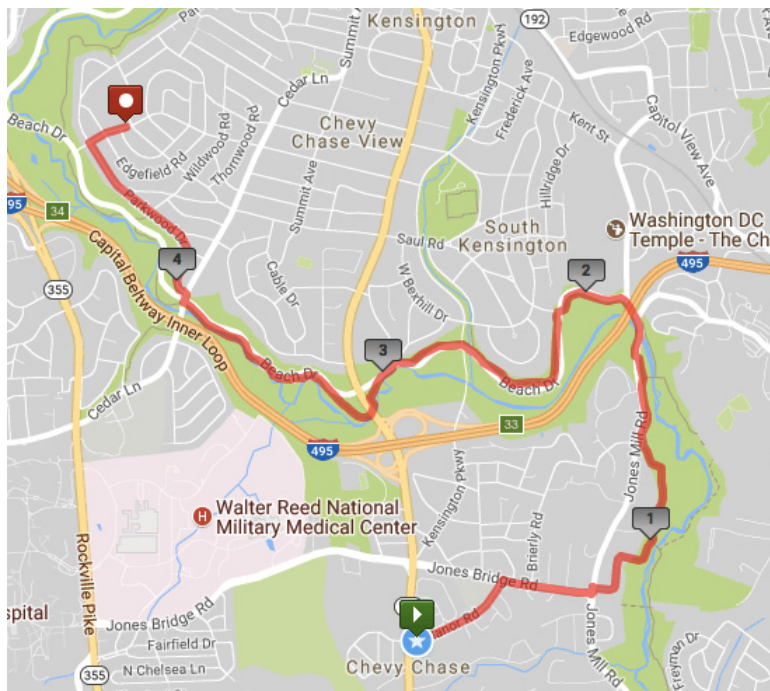 Kensington
192
Edgewood Rd
Summit A
Cedar Ln
Kensington Pkwy
Frederick Ave
Capitol View Ave
Kent St
Beach Dr
Chevy
Chase View
Edgefield Rd
Wildwood Rd
Thornwood Rd
Summit Ave
Hillridge Dr
95
34
Parkwood Dr
South
Kensington
Saul Rd
Washington DC
Temple - The Ch
4
2
495
355
Capital Beltway Inner Loop
Cable Dr
W Bexhill Dr
3
Beach Dr
Beach Dr
Cedar Ln
33
495
Jones Mill Rd
Kensington Pkwy
H
Walter Reed National
Military Medical Center
Brierly Rd
1
Rockville Pike
Jones Bridge Rd
spital
Jones Bridge Rd
Manor Rd
Jones Mill Rd
Fairfield Dr
Chevy Chase
N Chelsea Ln
355